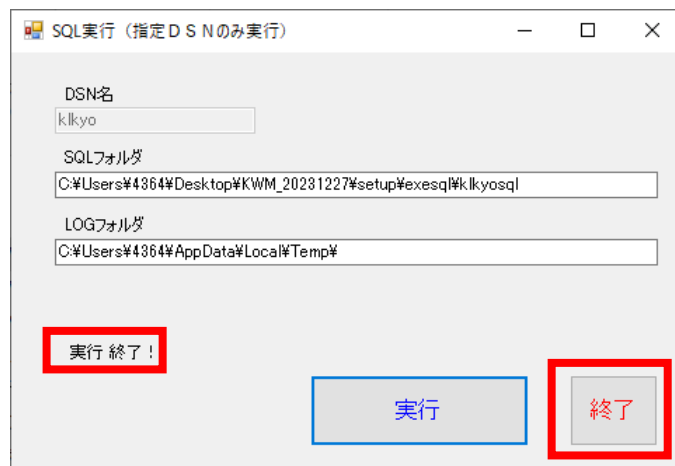 SQL実行（指定ＤＳＮのみ実行）
DSN名
klkyo
SQLフォルダ
C:¥Users¥4364¥Desktop¥KWM_20231227¥setup¥exesql¥klkyosql
LOGフォルダ
C:¥Users¥4364¥AppData¥Local¥Temp¥
実行 終了！
実行
終了